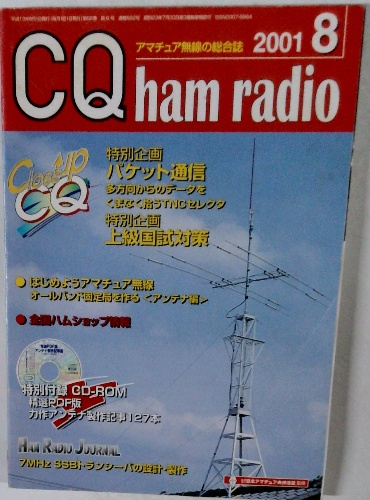 アマチュア無線の総合誌
2001 8
CQ ham radio
Close UP
CQ
特別企画
パケット通信
多方向からのデータを
くまなく拾うTNCセレクタ
特別企画
上級国試対策
● はじめようアマチュア無線
オールバンド固定局を作る <アンテナ編>
● 全国ハムショップ情報
特別付録 CD-ROM
精選PDF版
力作アンテナ製作記事127本
HAM RADIO JOURNAL
7MHz SSBトランシーバの設計・製作